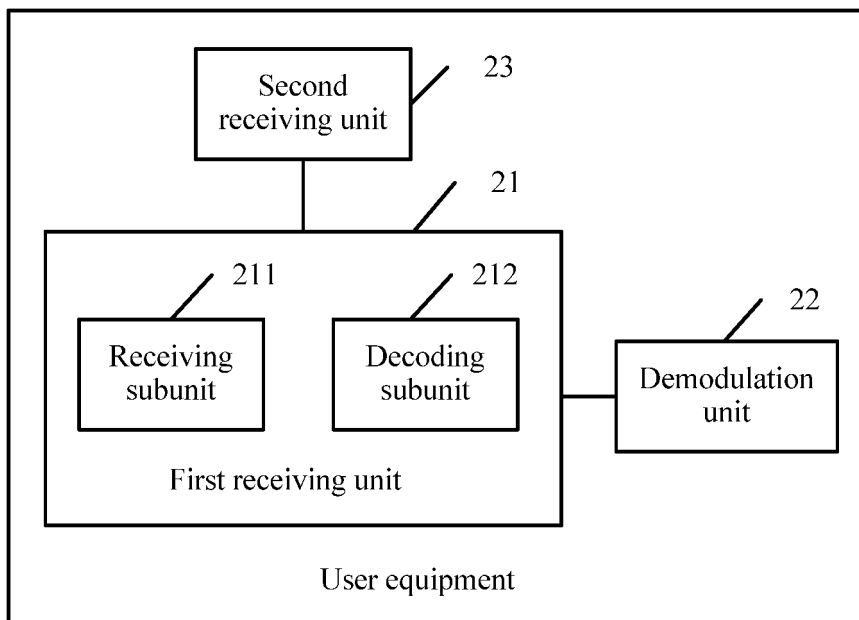 Second
receiving unit
23
21
211
212
Receiving
subunit
Decoding
subunit
22
Demodulation
unit
First receiving unit
User equipment